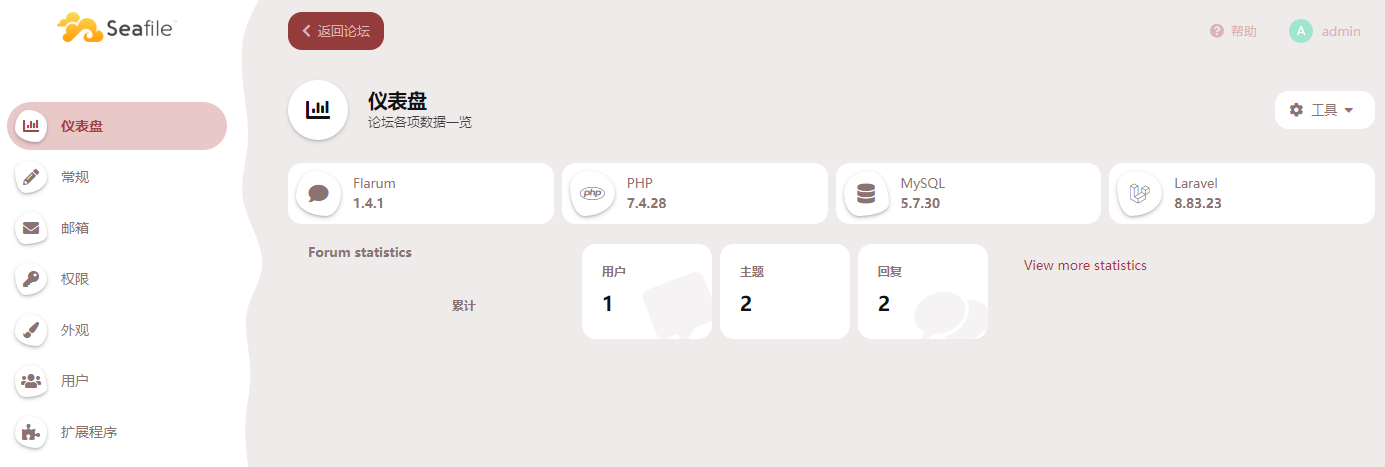 Seafile™
返回论坛
帮助
A
admin
仪表盘
常规
邮箱
权限
外观
用户
扩展程序
仪表盘
论坛各项数据一览
工具
Flarum
1.4.1
php
PHP
7.4.28
MySQL
5.7.30
Laravel
8.83.23
Forum statistics
累计
用户
1
主题
2
回复
2
View more statistics